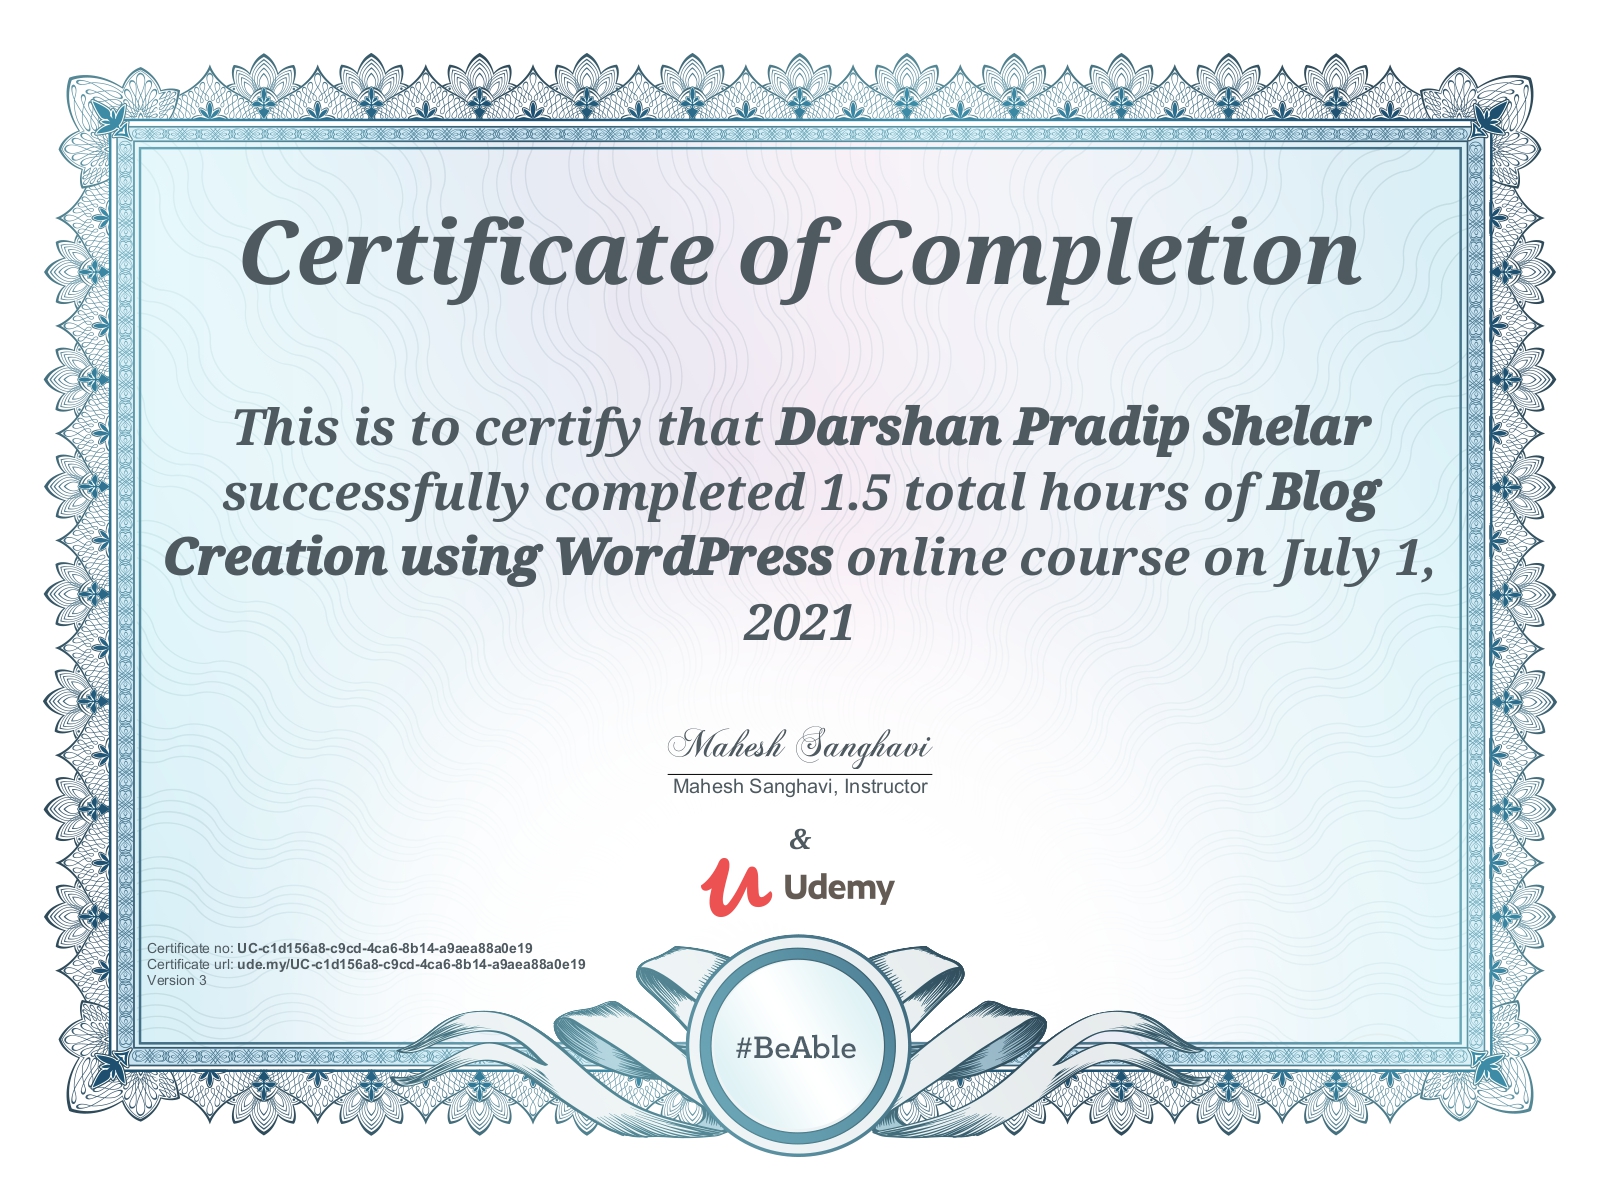 Certificate of Completion
This is to certify that Darshan Pradip Shelar
successfully completed 1.5 total hours of Blog
Creation using WordPress online course on July 1,
2021
Mahesh Sanghavi
Mahesh Sanghavi, Instructor
&
Udemy
Certificate no: UC-c1d156a8-c9cd-4ca6-8b14-a9aea88a0e19
Certificate url: ude.my/UC-c1d156a8-c9cd-4ca6-8b14-a9aea88a0e19
Version 3
#BeAble